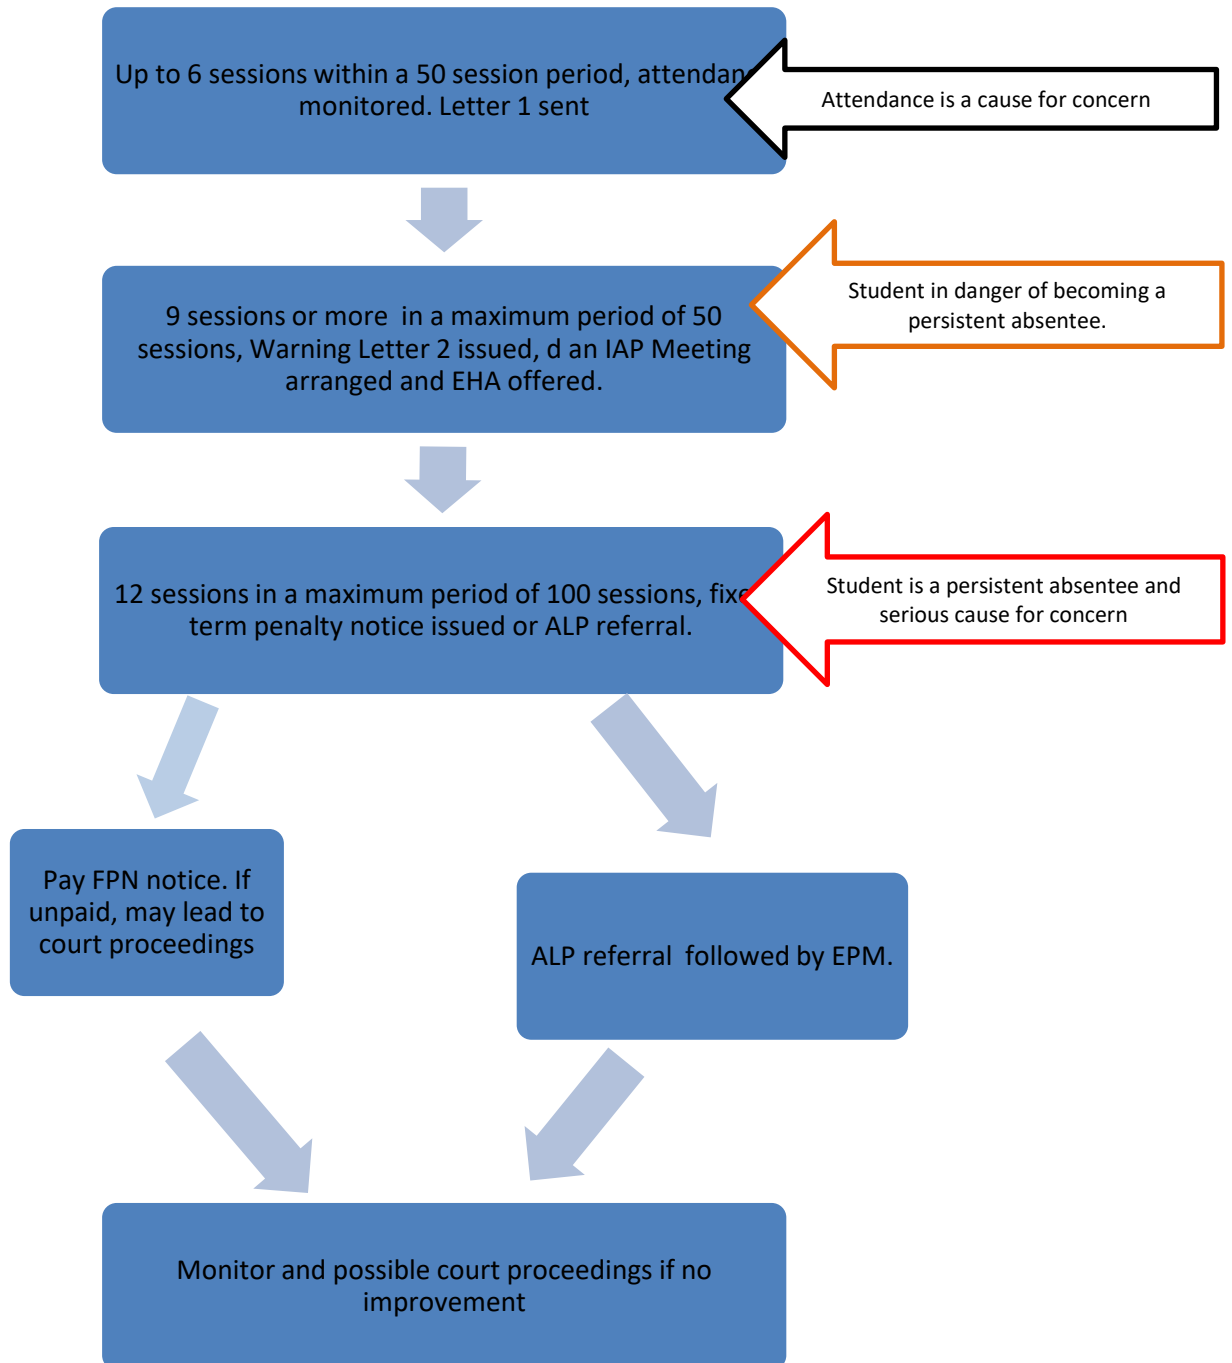 Up to 6 sessions within a 50 session period, attendan
monitored. Letter 1 sent
Attendance is a cause for concern
9 sessions or more  in a maximum period of 50
sessions, Warning Letter 2 issued, d an IAP Meeting
arranged and EHA offered.
Student in danger of becoming a
persistent absentee.
12 sessions in a maximum period of 100 sessions, fixe
term penalty notice issued or ALP referral.
Student is a persistent absentee and
serious cause for concern
Pay FPN notice. If
unpaid, may lead to
court proceedings
ALP referral  followed by EPM.
Monitor and possible court proceedings if no
improvement